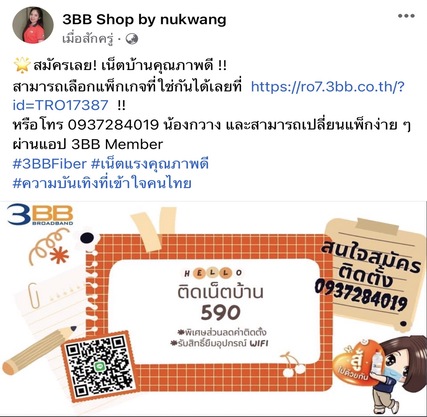 3BB Shop by nukwang
เมื่อสักครู่ ·
สมัครเลย! เน็ตบ้านคุณภาพดี !!
สามารถเลือกแพ็กเกจที่ใช่กันได้เลยที่ https://ro7.3bb.co.th/?
id=TRO17387 !!
หรือโทร 0937284019 น้องกวาง และสามารถเปลี่ยนแพ็กง่าย ๆ
ผ่านแอป 3BB Member
#3BBFiber #เน็ตแรงคุณภาพดี
#ความบันเทิงที่เข้าใจคนไทย
3BB
BROADBAND
HELLO
ติดเน็ตบ้าน
590
*พิเศษส่วนลดค่าติดตั้ง
*รับสิทธิ์ยืมอุปกรณ์ WIFI
สนใจสมัคร
ติดตั้ง
0937284019
สู้
ไปด้วยกัน